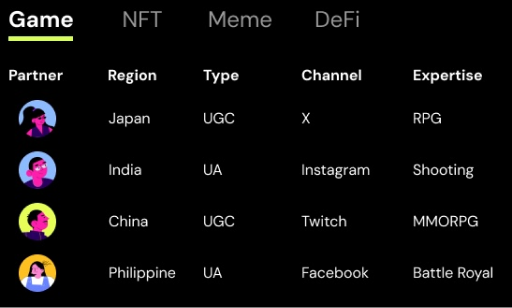 Game NFT Meme DeFi
Partner Region Type Channel Expertise
Japan UGC X RPG
India UA Instagram Shooting
China UGC Twitch MMORPG
Philippine UA Facebook Battle Royal